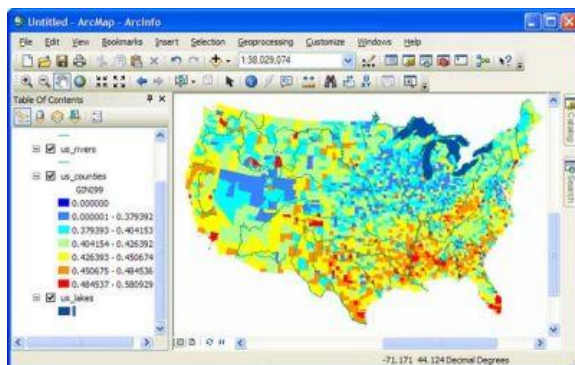 Untitled - ArcMap - ArcInfo
File Edit View Bookmarks Insert Selection Geoprocessing Customize Windows Help
1:38,029,074
Table Of Contents
us_rivers
us_counties
GINI99
0.000000
0.000001 - 0.379392
0.379393 - 0.404153
0.404154 - 0.426392
0.426393 - 0.450674
0.450675 - 0.484536
0.484537 - 0.580929
us_lakes
Catalog
Search
-71.171 44.124 Decimal Degrees